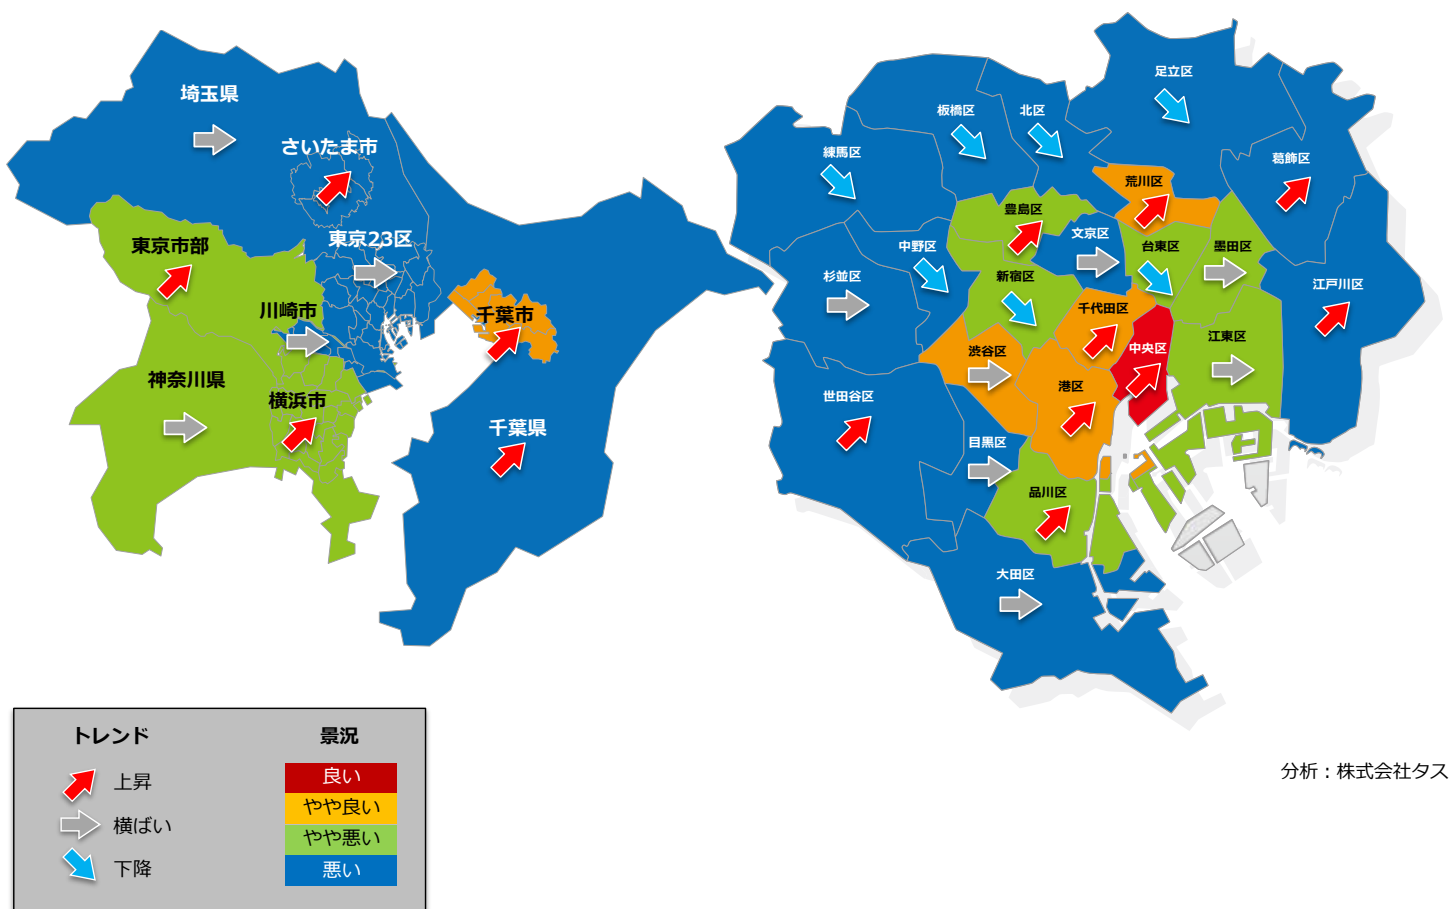 埼玉県
さいたま市
東京市部
東京23区
川崎市
千葉市
神奈川県
横浜市
千葉県
足立区
板橋区
北区
練馬区
葛飾区
荒川区
豊島区
文京区
台東区
墨田区
中野区
杉並区
新宿区
江戸川区
千代田区
江東区
渋谷区
中央区
港区
世田谷区
目黒区
品川区
大田区
トレンド
上昇
横ばい
下降
景況
良い
やや良い
やや悪い
悪い
分析：株式会社タス